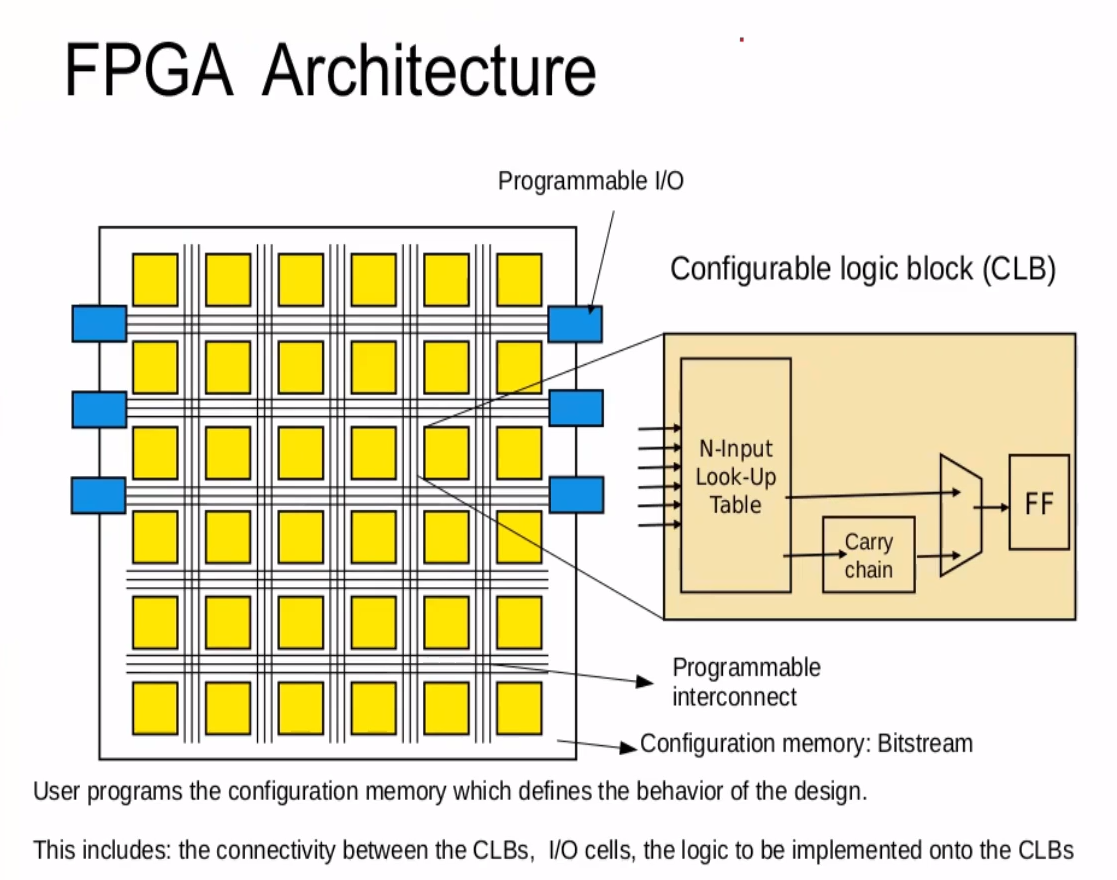 FPGA Architecture
Programmable I/O
Configurable logic block (CLB)
N-Input
Look-Up
Table
Carry
chain
FF
Programmable
interconnect
Configuration memory: Bitstream
User programs the configuration memory which defines the behavior of the design.
This includes: the connectivity between the CLBs, I/O cells, the logic to be implemented onto the CLBs